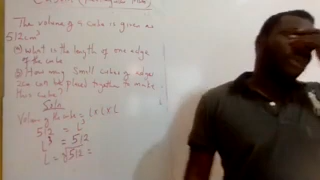 The volume of a cube is given as
512cm³
(a) What is the length of one edge
of the cube
(b) How many small cubes of edges
2cm can be placed together to make
this cube?
Soln
Volume of the cube = L x L x L
512 = L³
L³ = 512
L = ∛512 =